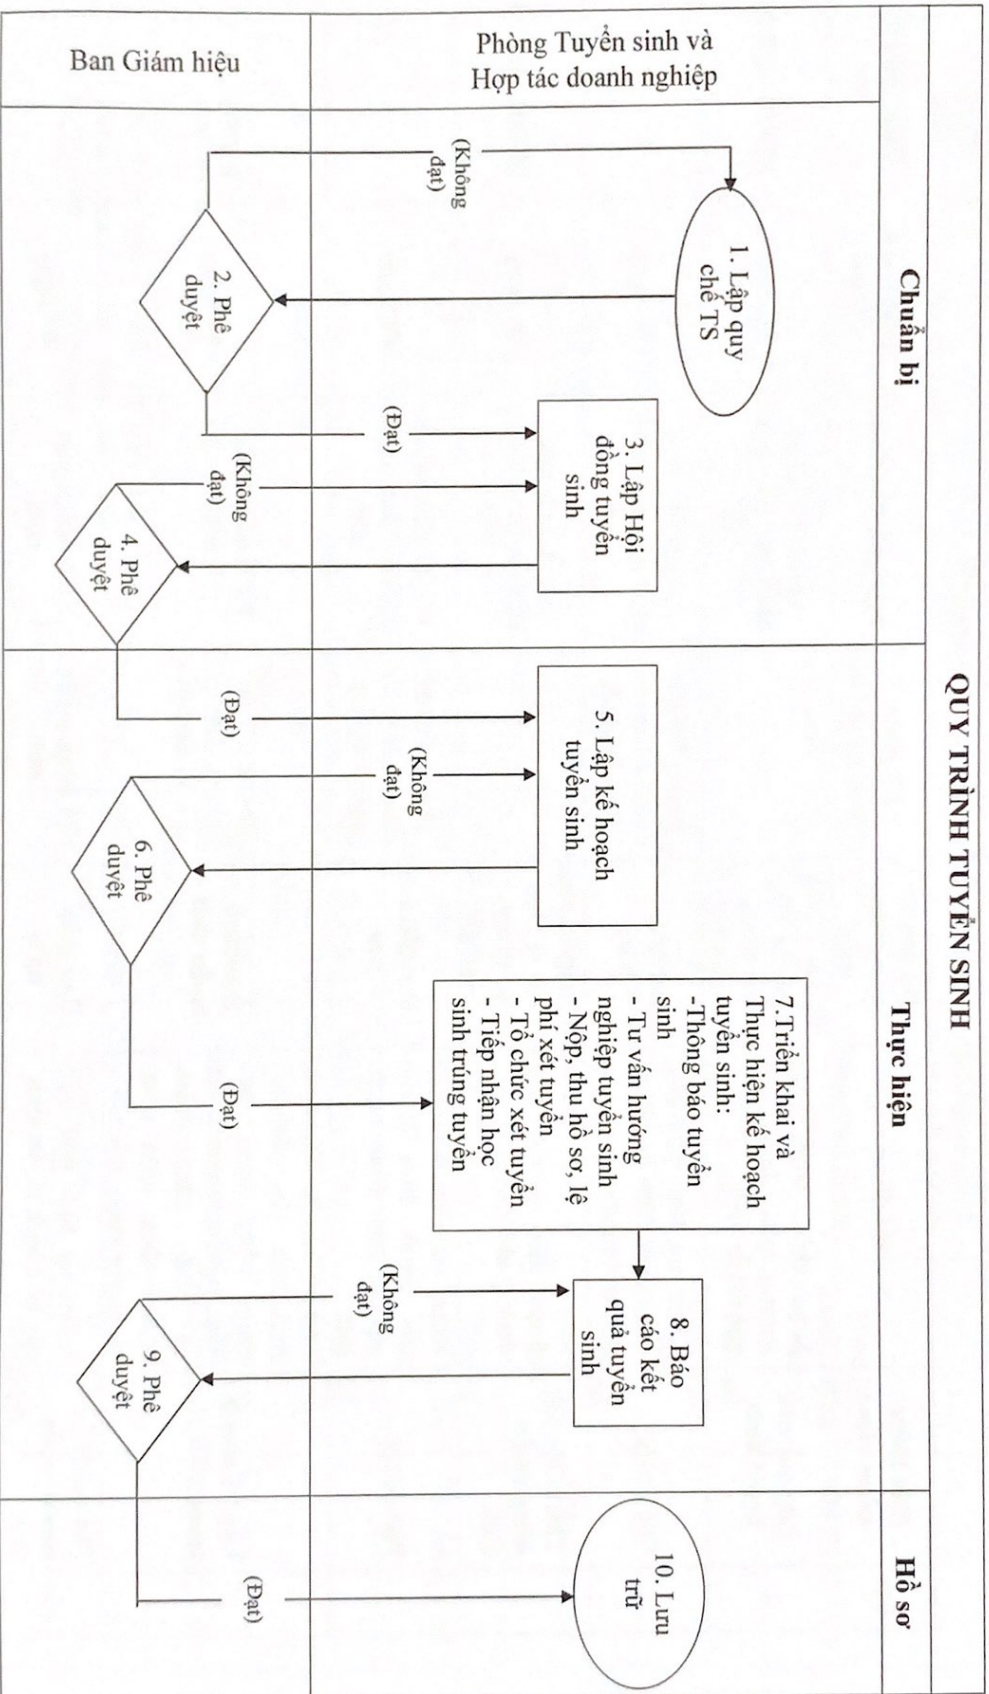 QUY TRÌNH TUYỂN SINH
Chuẩn bị
Thực hiện
Hồ sơ
Phòng Tuyển sinh và
Hợp tác doanh nghiệp
Ban Giám hiệu
1. Lập quy
chế TS
(Không
đạt)
2. Phê
duyệt
(Đạt)
3. Lập Hội
đồng tuyển
sinh
(Không
đạt)
4. Phê
duyệt
(Đạt)
5. Lập kế hoạch
tuyển sinh
(Không
đạt)
6. Phê
duyệt
(Đạt)
7.Triển khai và
Thực hiện kế hoạch
tuyển sinh:
-Thông báo tuyển
sinh
- Tư vấn hướng
nghiệp tuyển sinh
- Nộp, thu hồ sơ, lệ
phí xét tuyển
- Tổ chức xét tuyển
- Tiếp nhận học
sinh trúng tuyển
8. Báo
cáo kết
quả tuyển
sinh
(Không
đạt)
9. Phê
duyệt
(Đạt)
10. Lưu
trữ